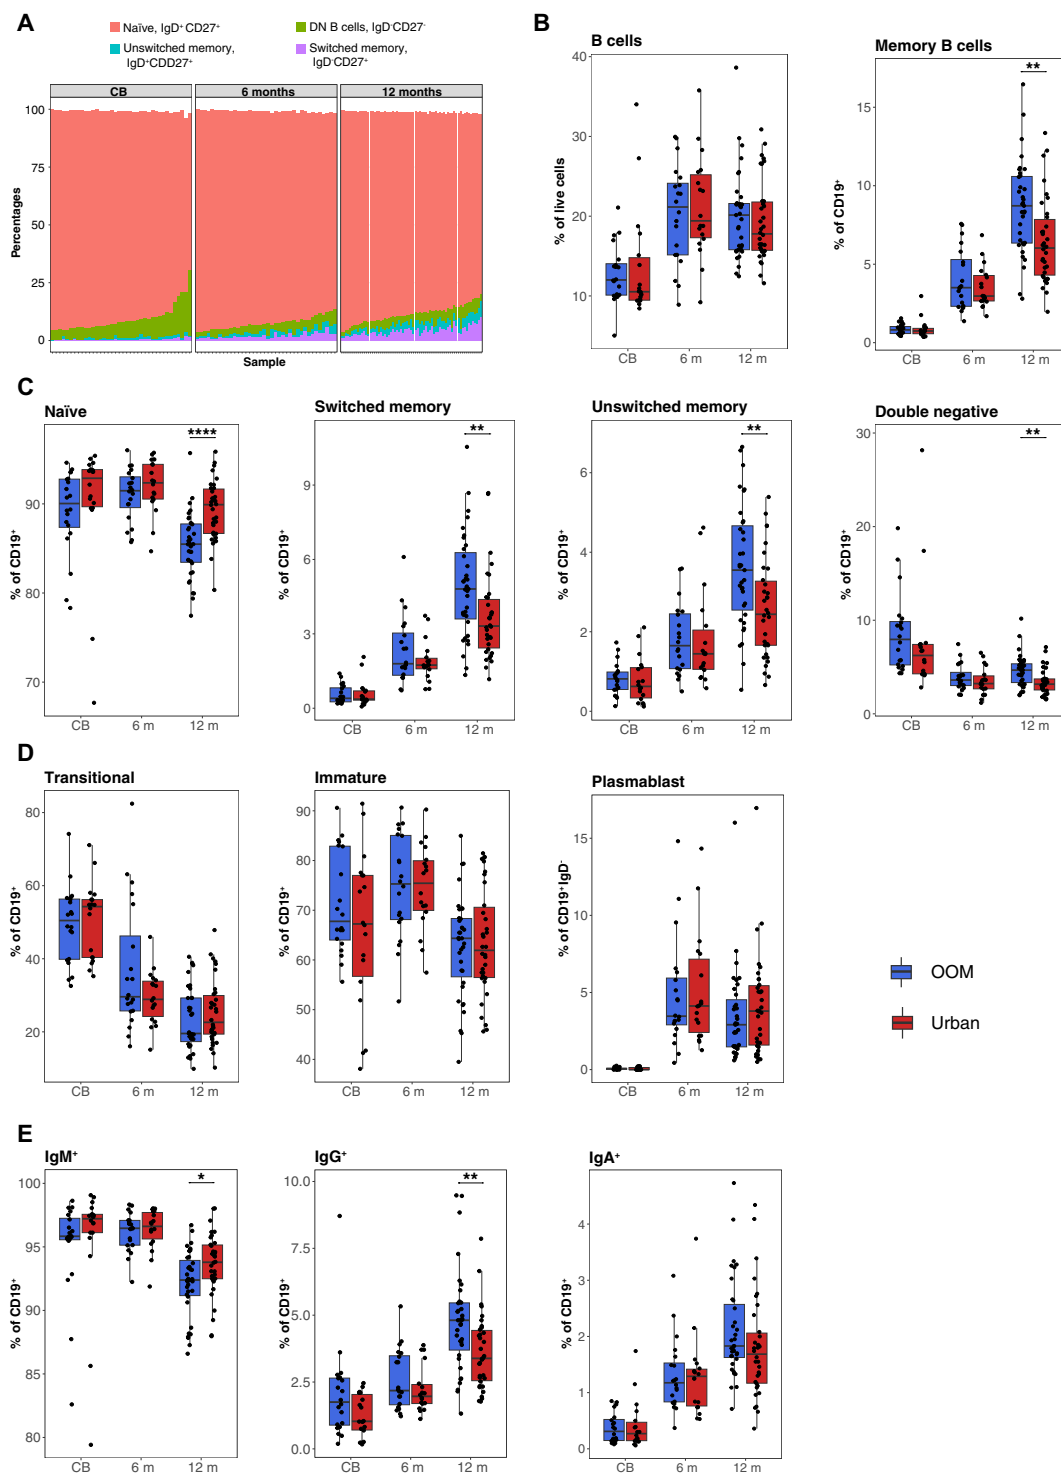 A
Naïve, IgD⁺CD27⁺
DN B cells, IgD⁻CD27⁻
Unswitched memory,
IgD⁺CDD27⁺
Switched memory,
IgD⁻CD27⁺
CB
6 months
12 months
100
75
50
25
0
Percentages
Sample
B
B cells
40
30
20
10
% of live cells
CB
6 m
12 m
Memory B cells
**
15
10
5
0
% of CD19⁺
CB
6 m
12 m
C
Naïve
****
90
80
70
% of CD19⁺
CB
6 m
12 m
Switched memory
**
9
6
3
0
% of CD19⁺
CB
6 m
12 m
Unswitched memory
**
6
4
2
0
% of CD19⁺
CB
6 m
12 m
Double negative
**
30
20
10
0
% of CD19⁺
CB
6 m
12 m
D
Transitional
80
60
40
20
% of CD19⁺
CB
6 m
12 m
Immature
90
80
70
60
50
40
% of CD19⁺
CB
6 m
12 m
Plasmablast
15
10
5
0
% of CD19⁺IgD⁻
CB
6 m
12 m
OOM
Urban
E
IgM⁺
*
100
95
90
85
80
% of CD19⁺
CB
6 m
12 m
IgG⁺
**
10.0
7.5
5.0
2.5
0.0
% of CD19⁺
CB
6 m
12 m
IgA⁺
4
3
2
1
0
% of CD19⁺
CB
6 m
12 m